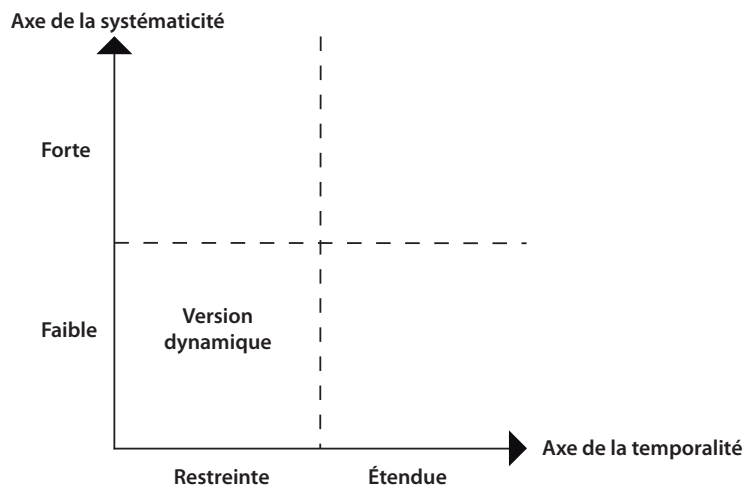 Axe de la systématicité
Forte
Faible
Version
dynamique
Axe de la temporalité
Restreinte
Étendue